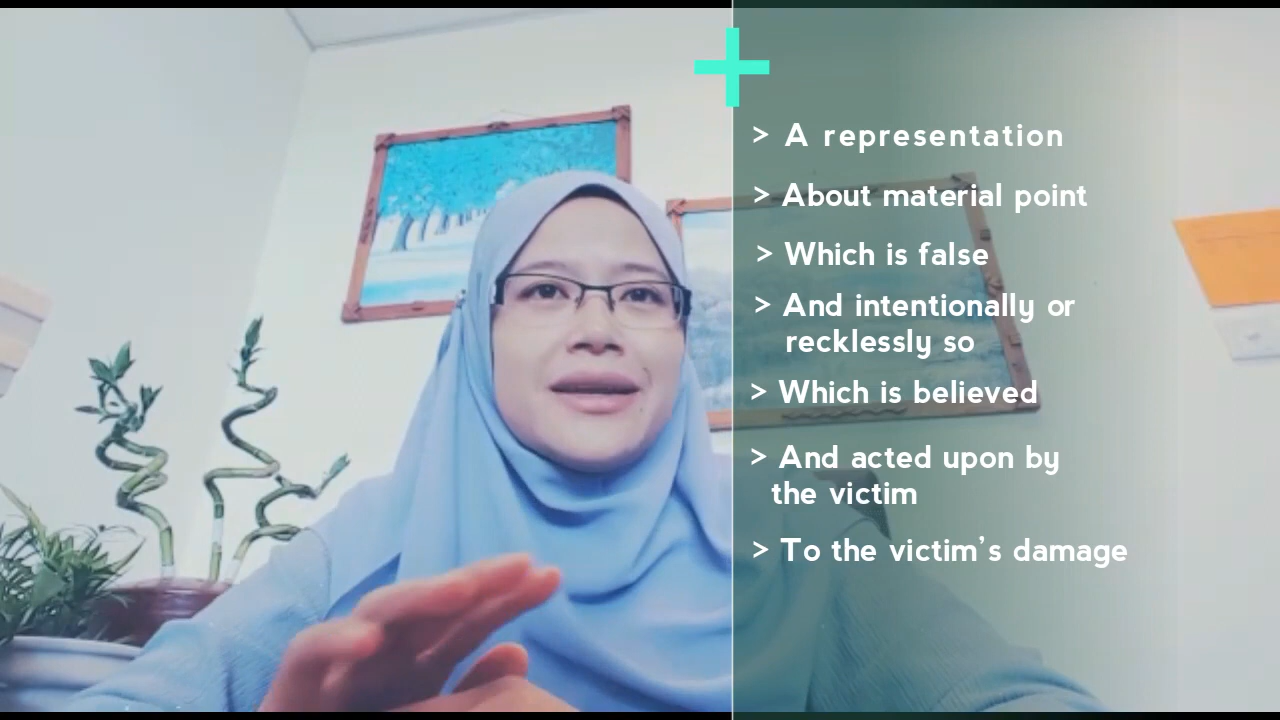 > A representation
> About material point
> Which is false
> And intentionally or
recklessly so
> Which is believed
> And acted upon by
the victim
> To the victim's damage